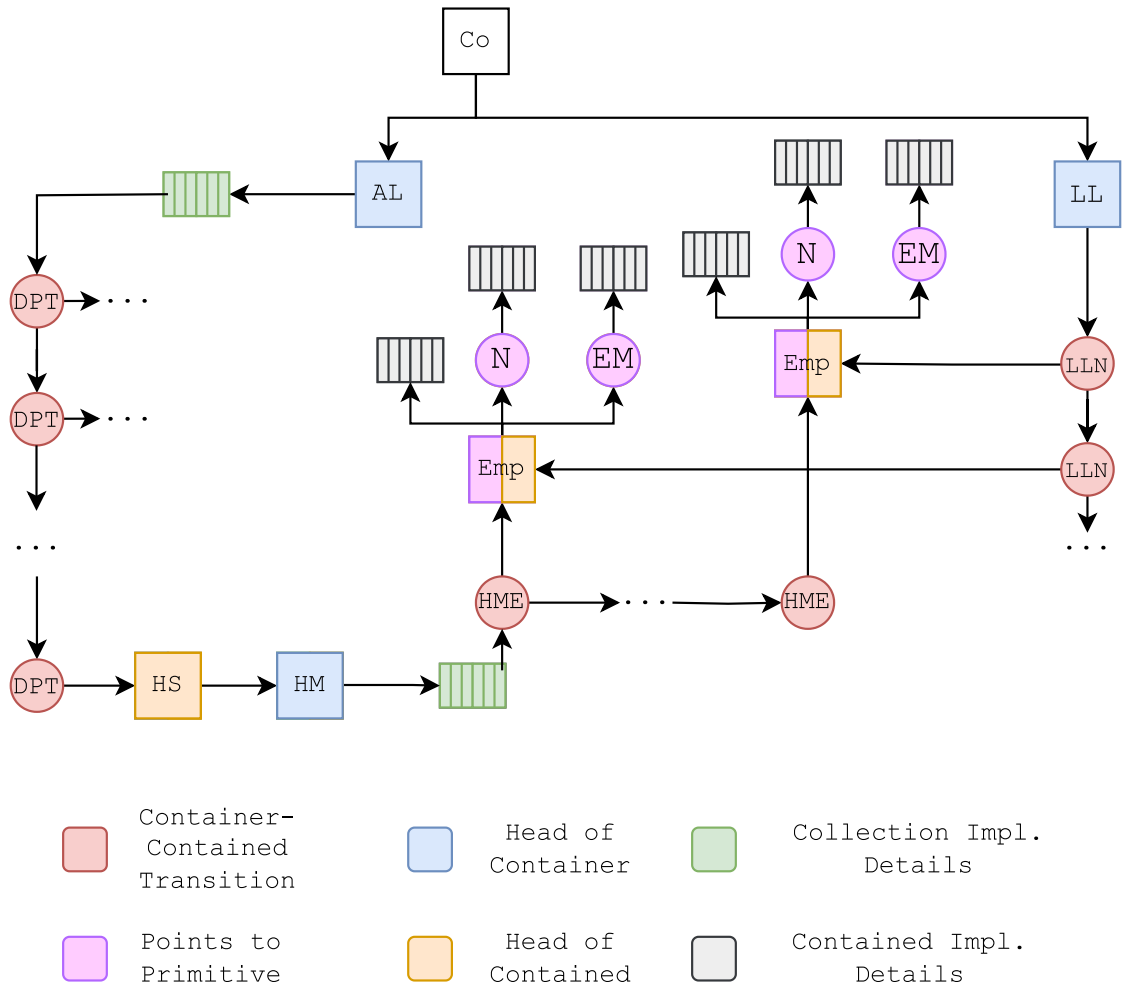 Co
AL
LL
N
EM
DPT
...
N
EM
Emp
LLN
DPT
...
Emp
LLN
...
...
HME
...
HME
DPT
HS
HM
Container-
Contained
Transition
Head of
Container
Collection Impl.
Details
Points to
Primitive
Head of
Contained
Contained Impl.
Details